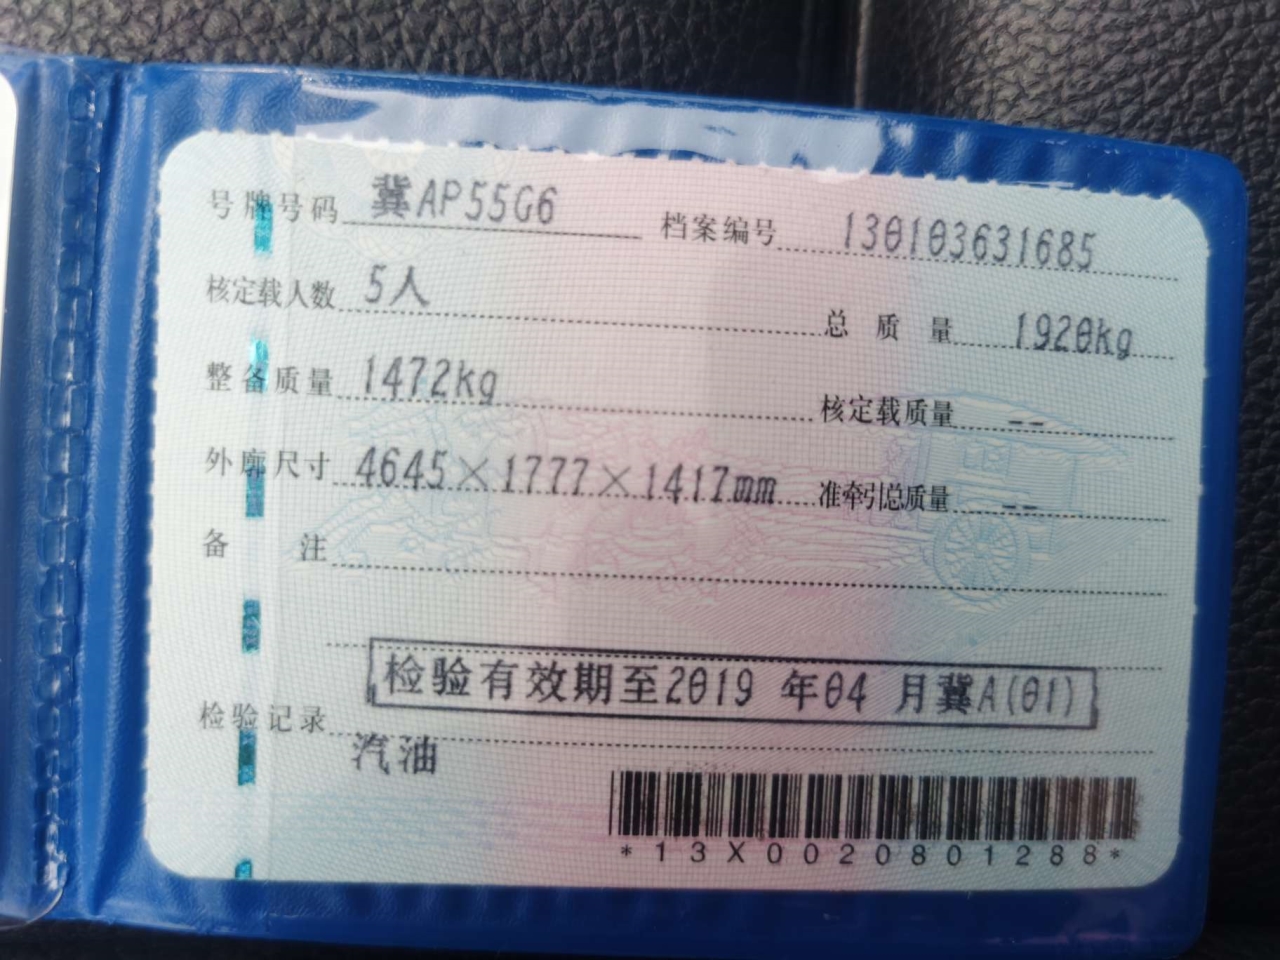 号牌号码 冀AP55G6 档案编号 130103631685
核定载人数 5人 总质量 1920kg
整备质量 1472kg 核定载质量 --
外廓尺寸 4645×1777×1417mm 准牵引总质量 --
备注
检验记录 检验有效期至2019 年04 月冀A(01)
汽油
*13X0020801288*